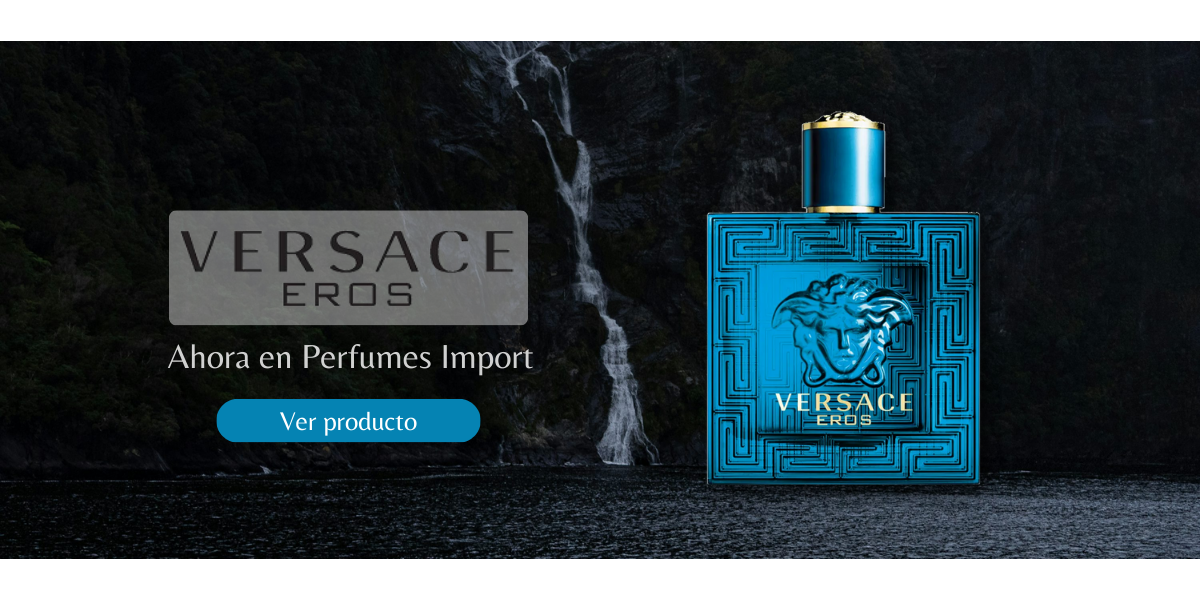 VERSACE
EROS
Ahora en Perfumes Import
Ver producto
VERSACE
EROS